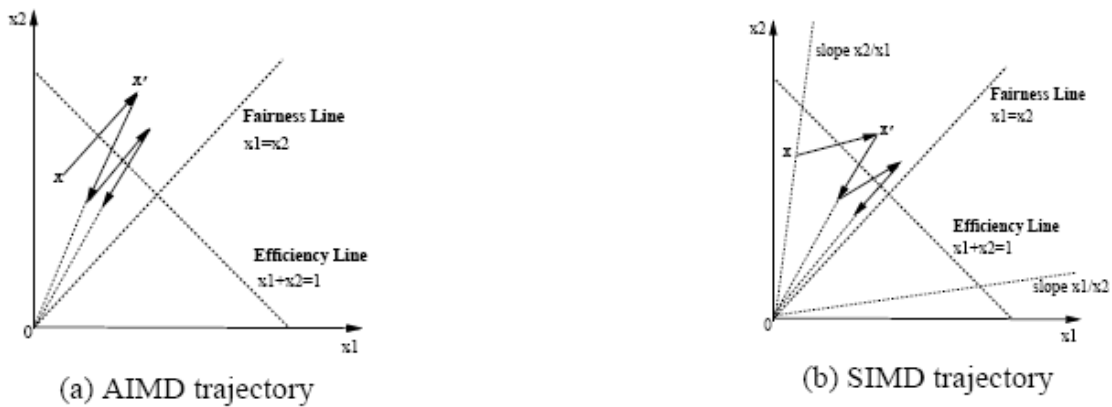 x2
x'
Fairness Line
x1=x2
x
Efficiency Line
x1+x2=1
0
x1
(a) AIMD trajectory
x2
slope x2/x1
Fairness Line
x1=x2
x'
x
Efficiency Line
x1+x2=1
slope x1/x2
0
x1
(b) SIMD trajectory